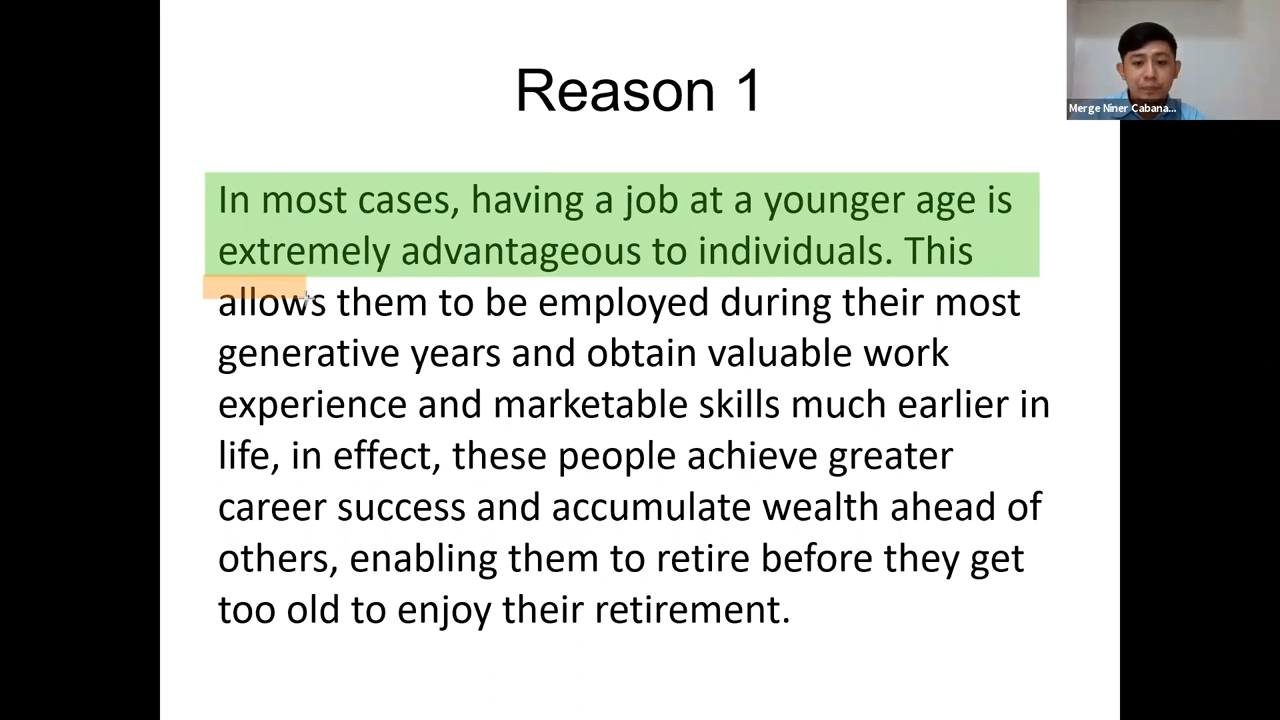 Reason 1
Merge Niner Cabana...
In most cases, having a job at a younger age is
extremely advantageous to individuals. This
allows them to be employed during their most
generative years and obtain valuable work
experience and marketable skills much earlier in
life, in effect, these people achieve greater
career success and accumulate wealth ahead of
others, enabling them to retire before they get
too old to enjoy their retirement.